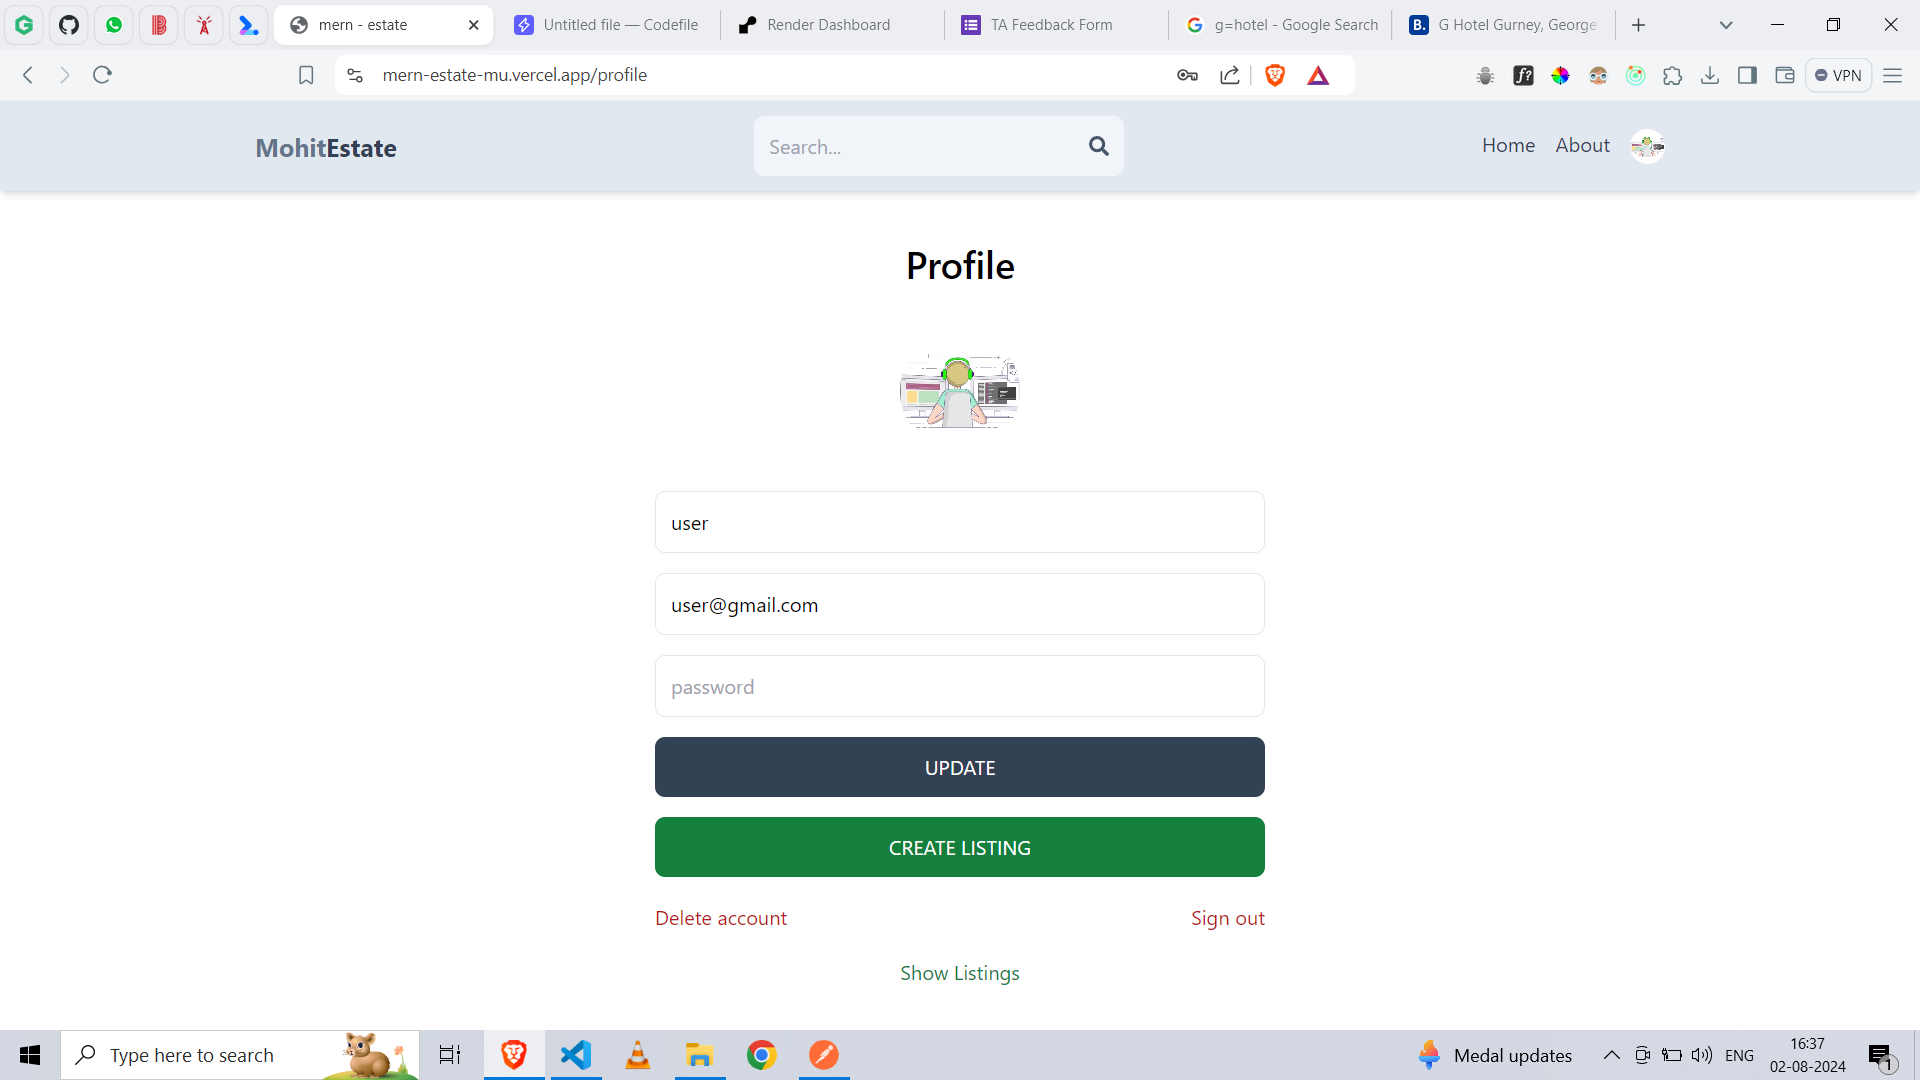 mern - estate
Untitled file — Codefile
Render Dashboard
TA Feedback Form
g=hotel - Google Search
G Hotel Gurney, George
mern-estate-mu.vercel.app/profile
VPN
MohitEstate
Search...
Home
About
Profile
user
user@gmail.com
password
UPDATE
CREATE LISTING
Delete account
Sign out
Show Listings
Type here to search
Medal updates
ENG
16:37
02-08-2024
1